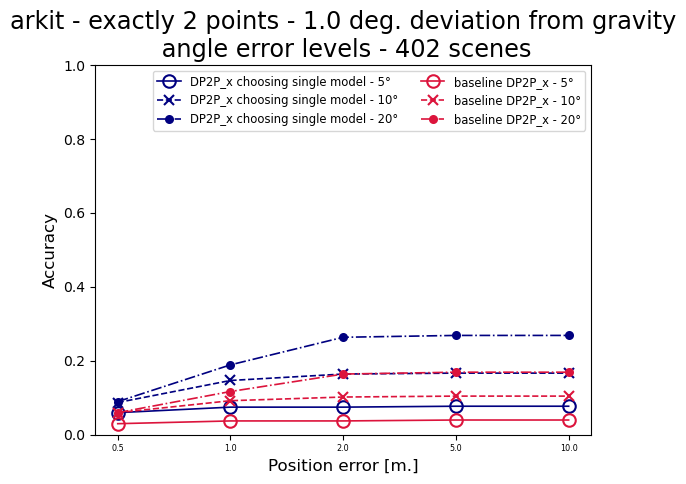 arkit - exactly 2 points - 1.0 deg. deviation from gravity
angle error levels - 402 scenes
DP2P_x choosing single model - 5°
DP2P_x choosing single model - 10°
DP2P_x choosing single model - 20°
baseline DP2P_x - 5°
baseline DP2P_x - 10°
baseline DP2P_x - 20°
Accuracy
1.0
0.8
0.6
0.4
0.2
0.0
0.5 1.0 2.0 5.0 10.0
Position error [m.]